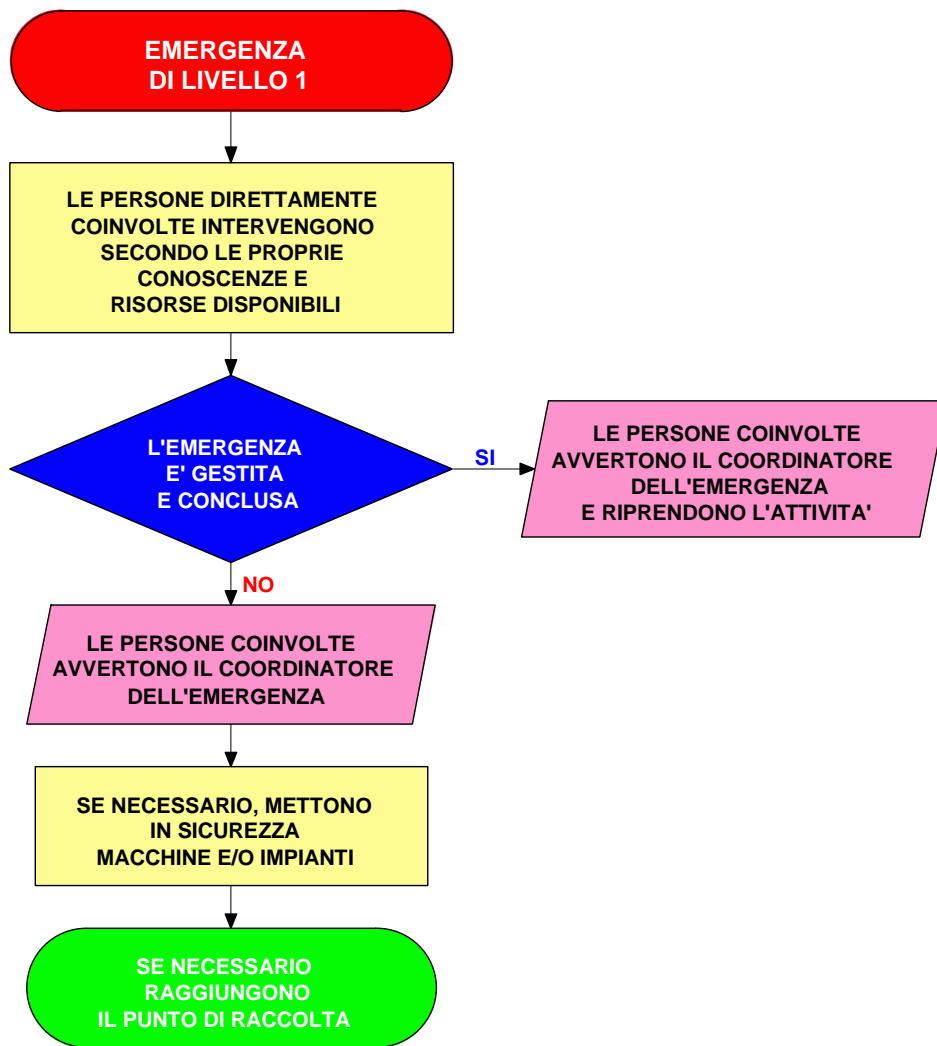 EMERGENZA
DI LIVELLO 1
LE PERSONE DIRETTAMENTE
COINVOLTE INTERVENGONO
SECONDO LE PROPRIE
CONOSCENZE E
RISORSE DISPONIBILI
L'EMERGENZA
E' GESTITA
E CONCLUSA
SI
LE PERSONE COINVOLTE
AVVERTONO IL COORDINATORE
DELL'EMERGENZA
E RIPRENDONO L'ATTIVITA'
NO
LE PERSONE COINVOLTE
AVVERTONO IL COORDINATORE
DELL'EMERGENZA
SE NECESSARIO, METTONO
IN SICUREZZA
MACCHINE E/O IMPIANTI
SE NECESSARIO
RAGGIUNGONO
IL PUNTO DI RACCOLTA